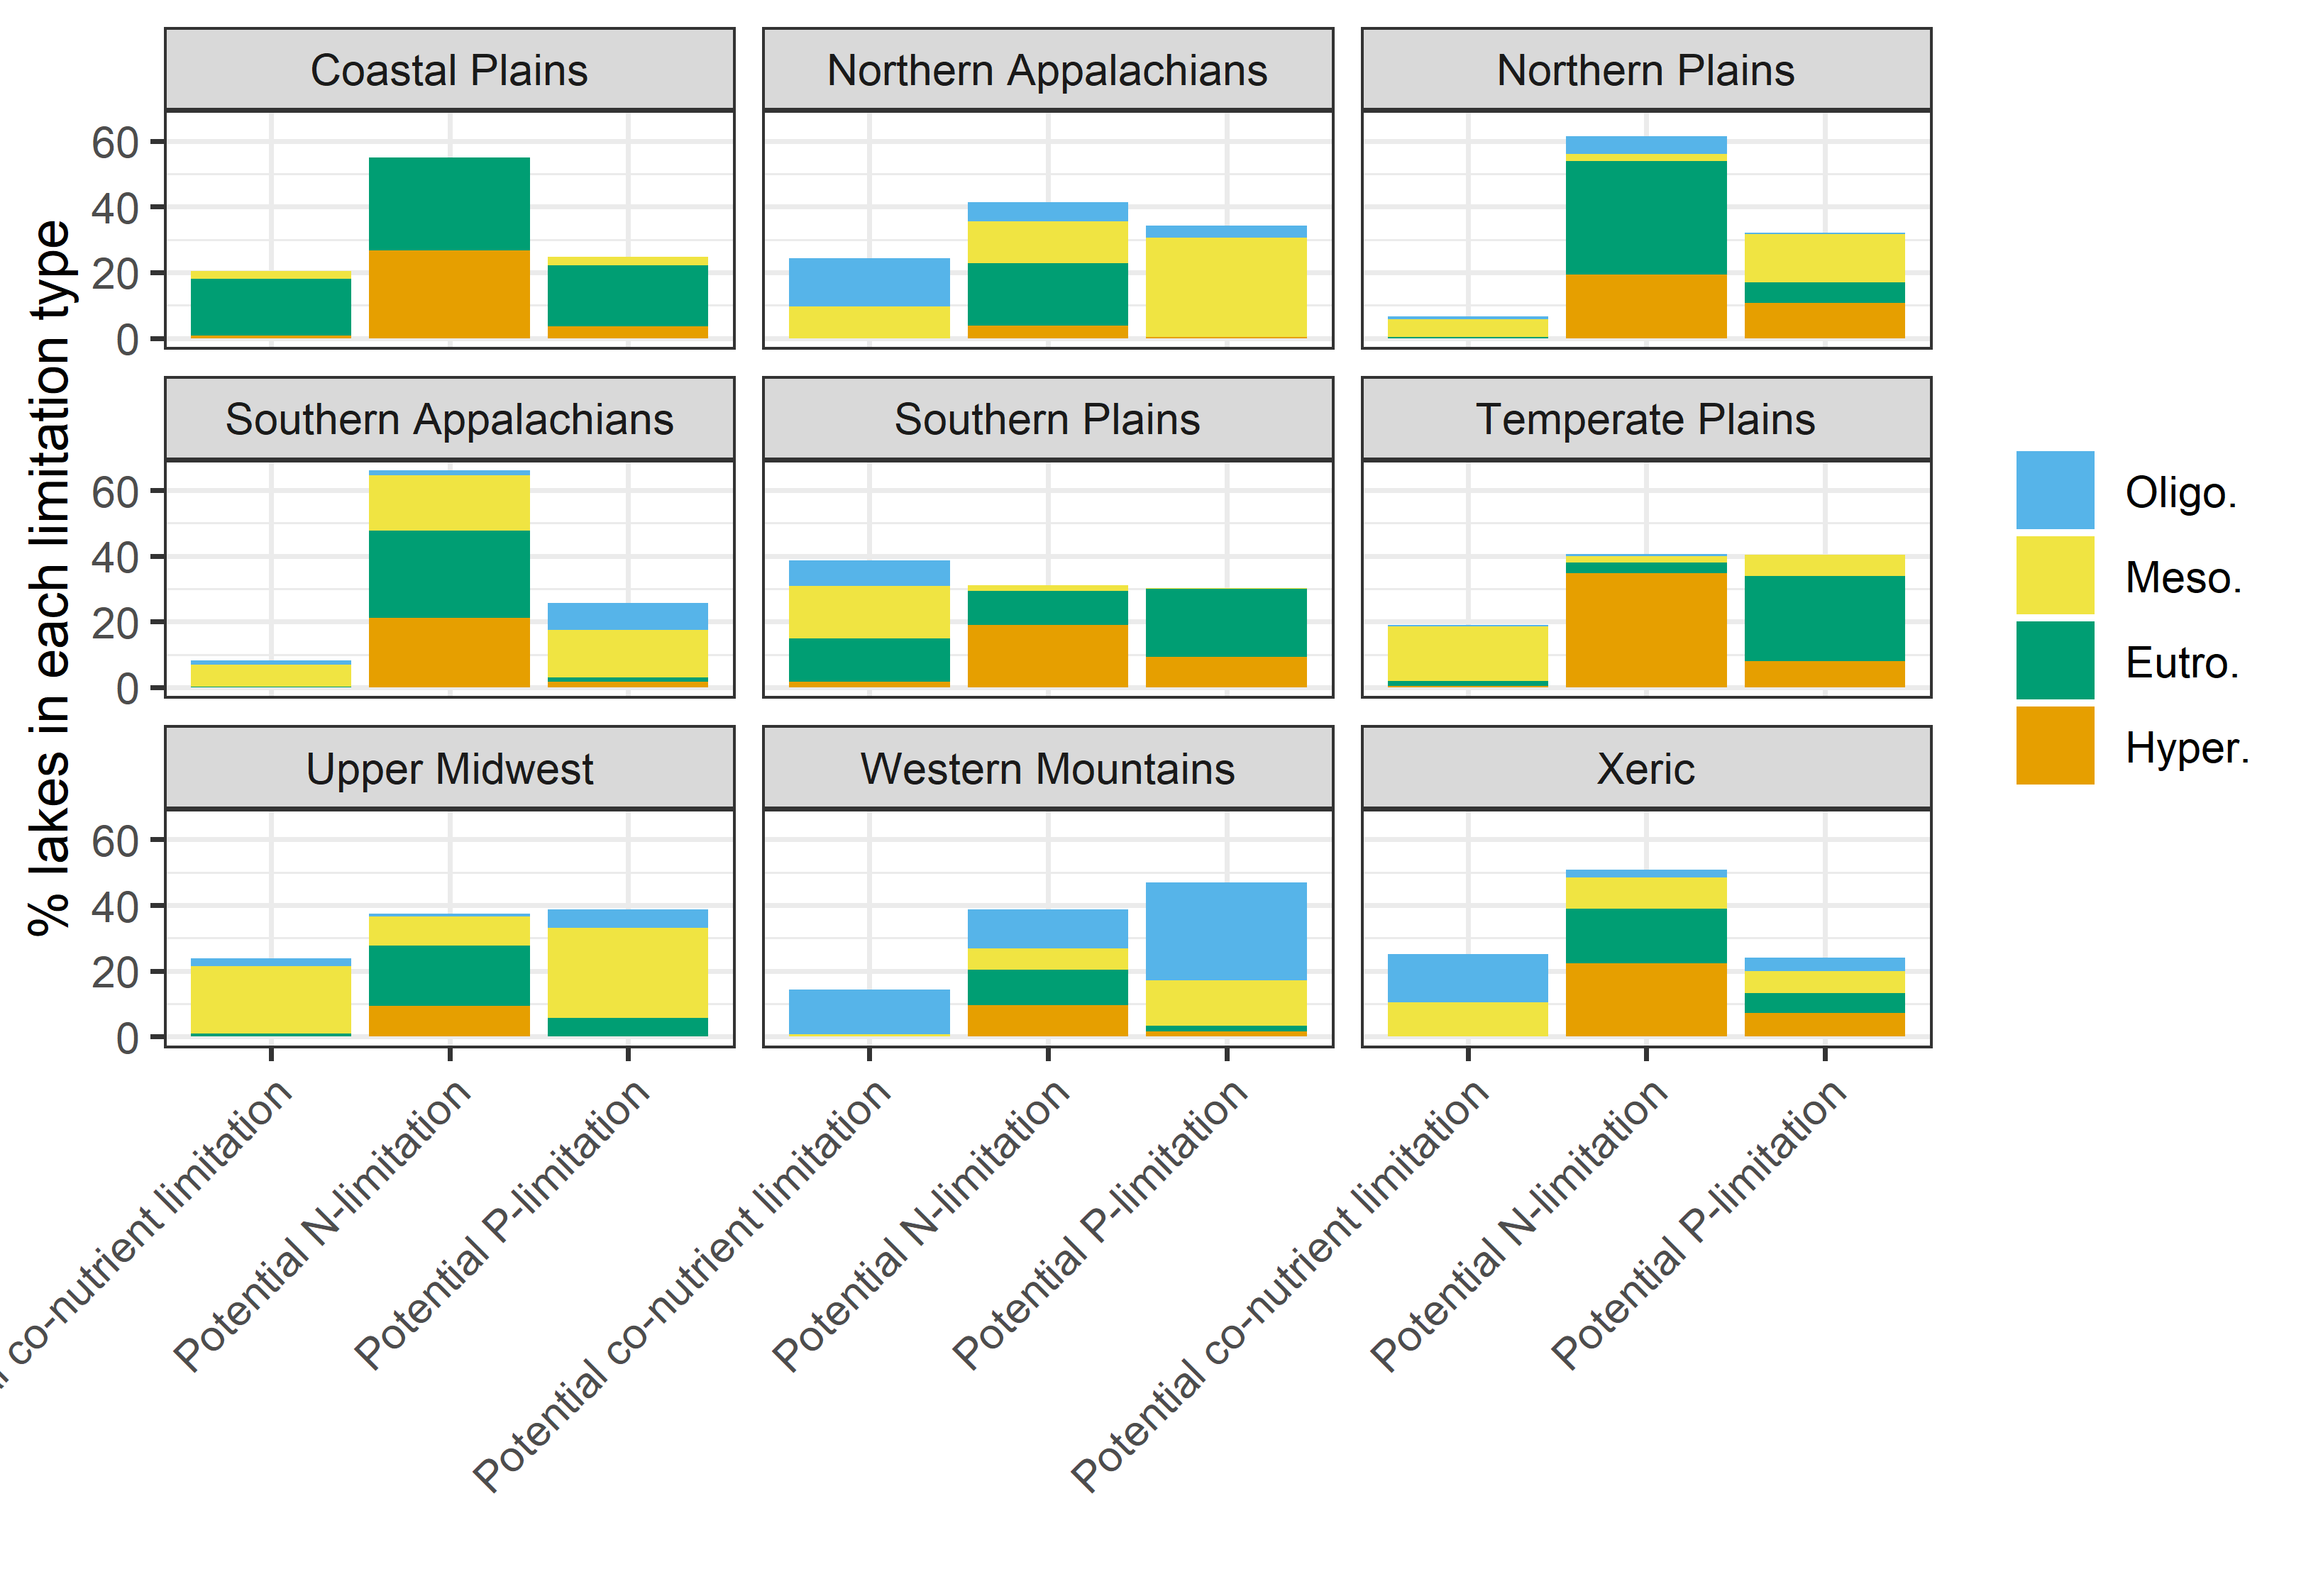 % lakes in each limitation type
Coastal Plains
Northern Appalachians
Northern Plains
60
40
20
0
Southern Appalachians
Southern Plains
Temperate Plains
60
40
20
0
Upper Midwest
Western Mountains
Xeric
60
40
20
0
co-nutrient limitation
Potential N-limitation
Potential P-limitation
Potential co-nutrient limitation
Potential N-limitation
Potential P-limitation
Potential co-nutrient limitation
Potential N-limitation
Potential P-limitation
Oligo.
Meso.
Eutro.
Hyper.